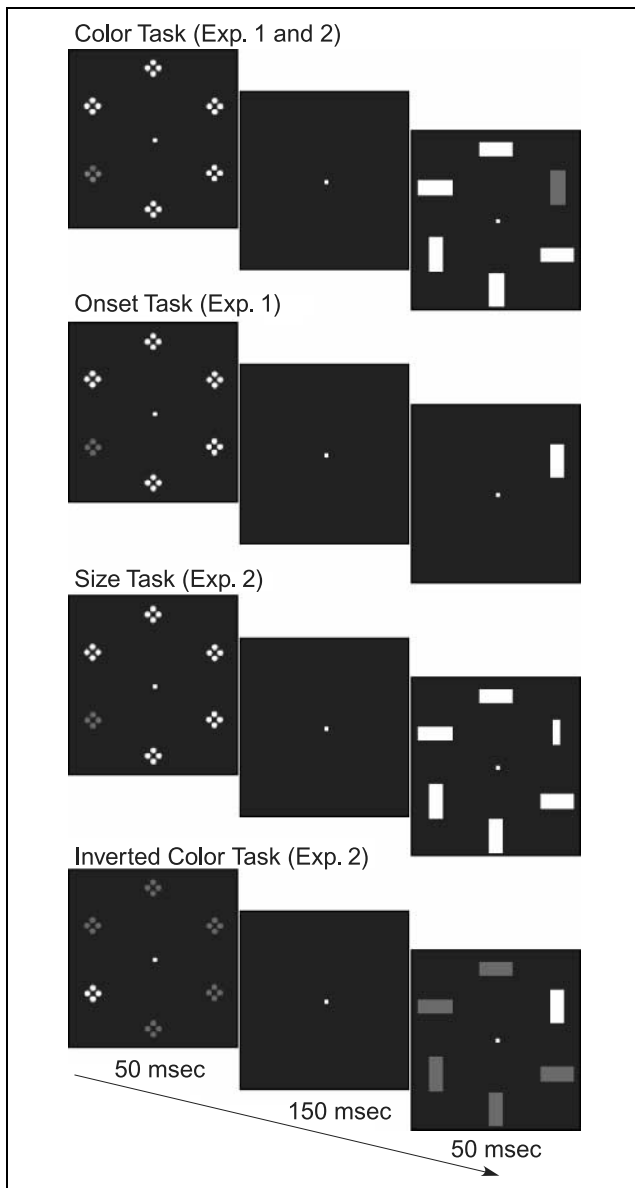 Color Task (Exp. 1 and 2)
Onset Task (Exp. 1)
Size Task (Exp. 2)
Inverted Color Task (Exp. 2)
50 msec
150 msec
50 msec